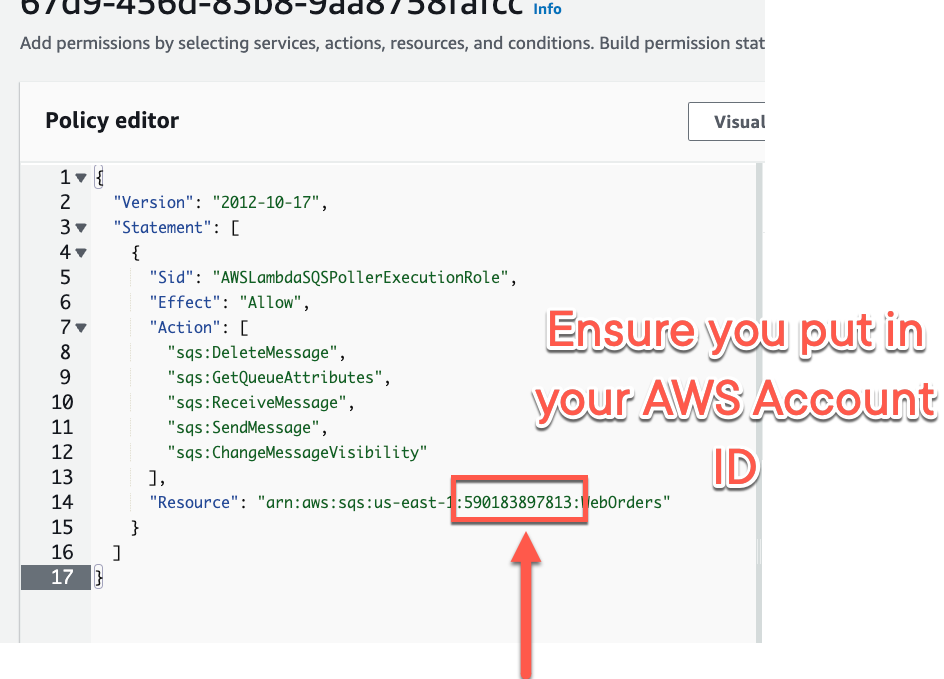 67d9-456d-83b8-9aa8758fafcc Info
Add permissions by selecting services, actions, resources, and conditions. Build permission stat
Policy editor
Visual
1 {
2 "Version": "2012-10-17",
3 "Statement": [
4 {
5 "Sid": "AWSLambdaSQSPollerExecutionRole",
6 "Effect": "Allow",
7 "Action": [
8 "sqs:DeleteMessage",
9 "sqs:GetQueueAttributes",
10 "sqs:ReceiveMessage",
11 "sqs:SendMessage",
12 "sqs:ChangeMessageVisibility"
13 ],
14 "Resource": "arn:aws:sqs:us-east-1:590183897813:WebOrders"
15 }
16 ]
17 }
Ensure you put in
your AWS Account
ID